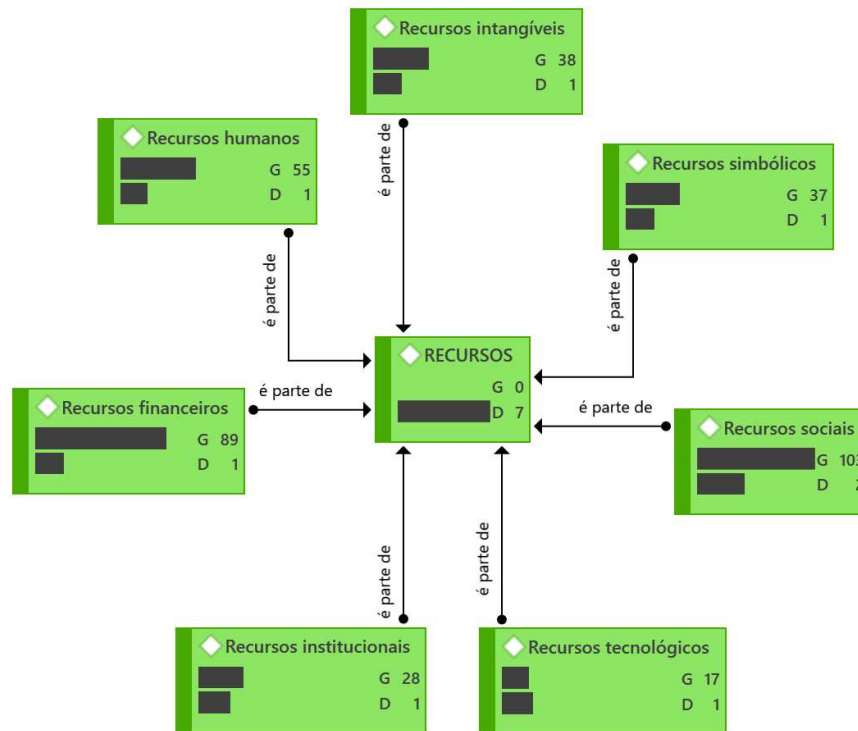 Recursos intangíveis
G 38
D 1
Recursos humanos
G 55
D 1
Recursos simbólicos
G 37
D 1
é parte de
é parte de
é parte de
RECURSOS
G 0
D 7
Recursos financeiros
G 89
D 1
é parte de
é parte de
Recursos sociais
G 103
D 2
é parte de
é parte de
Recursos institucionais
G 28
D 1
Recursos tecnológicos
G 17
D 1